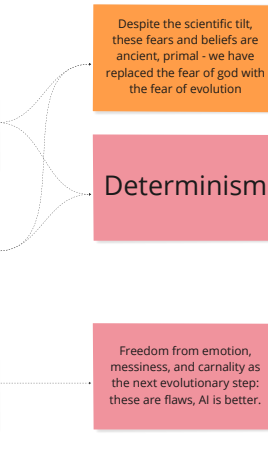 Despite the scientific tilt,
these fears and beliefs are
ancient, primal - we have
replaced the fear of god with
the fear of evolution
Determinism
Freedom from emotion,
messiness, and carnality as
the next evolutionary step:
these are flaws, AI is better.